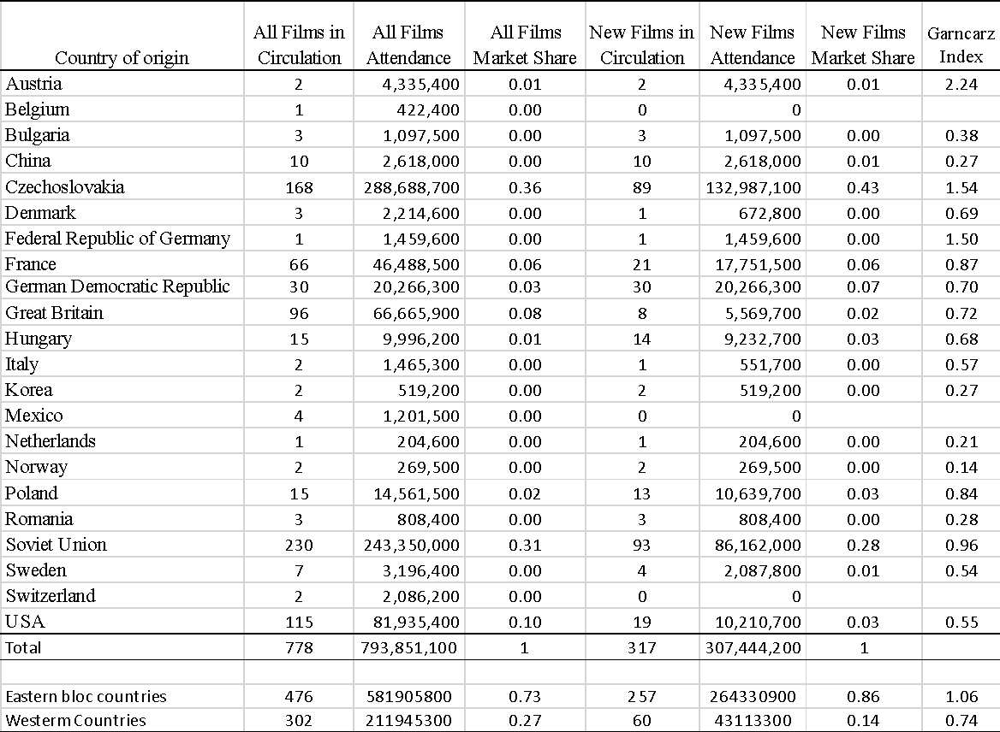 Country of origin All Films in Circulation All Films Attendance All Films Market Share New Films in Circulation New Films Attendance New Films Market Share Garncarz Index
Austria 2 4,335,400 0.01 2 4,335,400 0.01 2.24
Belgium 1 422,400 0.00 0 0
Bulgaria 3 1,097,500 0.00 3 1,097,500 0.00 0.38
China 10 2,618,000 0.00 10 2,618,000 0.01 0.27
Czechoslovakia 168 288,688,700 0.36 89 132,987,100 0.43 1.54
Denmark 3 2,214,600 0.00 1 672,800 0.00 0.69
Federal Republic of Germany 1 1,459,600 0.00 1 1,459,600 0.00 1.50
France 66 46,488,500 0.06 21 17,751,500 0.06 0.87
German Democratic Republic 30 20,266,300 0.03 30 20,266,300 0.07 0.70
Great Britain 96 66,665,900 0.08 8 5,569,700 0.02 0.72
Hungary 15 9,996,200 0.01 14 9,232,700 0.03 0.68
Italy 2 1,465,300 0.00 1 551,700 0.00 0.57
Korea 2 519,200 0.00 2 519,200 0.00 0.27
Mexico 4 1,201,500 0.00 0 0
Netherlands 1 204,600 0.00 1 204,600 0.00 0.21
Norway 2 269,500 0.00 2 269,500 0.00 0.14
Poland 15 14,561,500 0.02 13 10,639,700 0.03 0.84
Romania 3 808,400 0.00 3 808,400 0.00 0.28
Soviet Union 230 243,350,000 0.31 93 86,162,000 0.28 0.96
Sweden 7 3,196,400 0.00 4 2,087,800 0.01 0.54
Switzerland 2 2,086,200 0.00 0 0
USA 115 81,935,400 0.10 19 10,210,700 0.03 0.55
Total 778 793,851,100 1 317 307,444,200 1
Eastern bloc countries 476 581905800 0.73 257 264330900 0.86 1.06
Westerm Countries 302 211945300 0.27 60 43113300 0.14 0.74